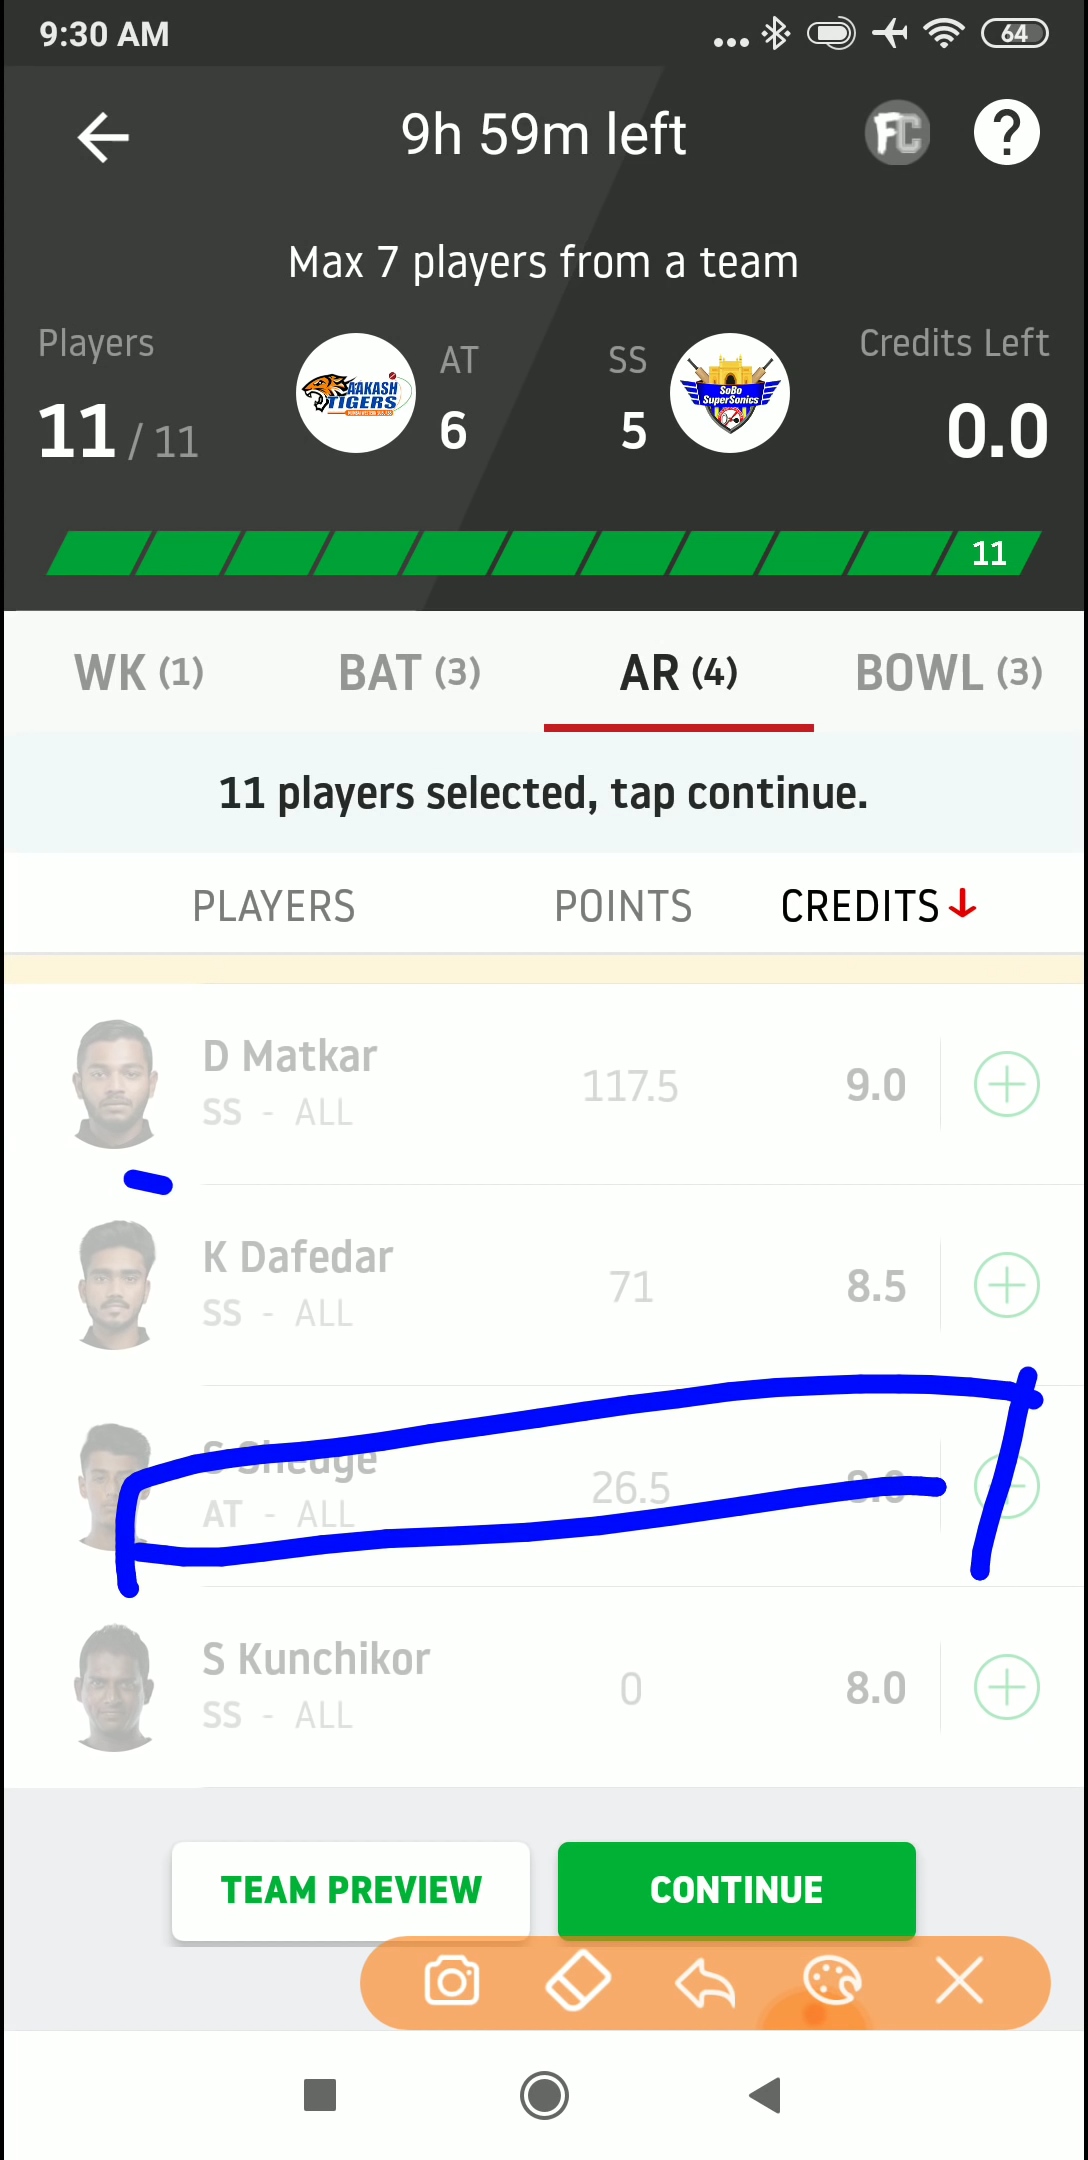 9:30 AM
64
9h 59m left
FC
?
Max 7 players from a team
Players
AT
SS
Credits Left
AAKASH
TIGERS
SoBo
SuperSonics
11 / 11
6
5
0.0
11
WK (1)
BAT (3)
AR (4)
BOWL (3)
11 players selected, tap continue.
PLAYERS
POINTS
CREDITS
D Matkar
SS - ALL
117.5
9.0
K Dafedar
SS - ALL
71
8.5
S Shedge
AT - ALL
26.5
S Kunchikor
SS - ALL
0
8.0
TEAM PREVIEW
CONTINUE